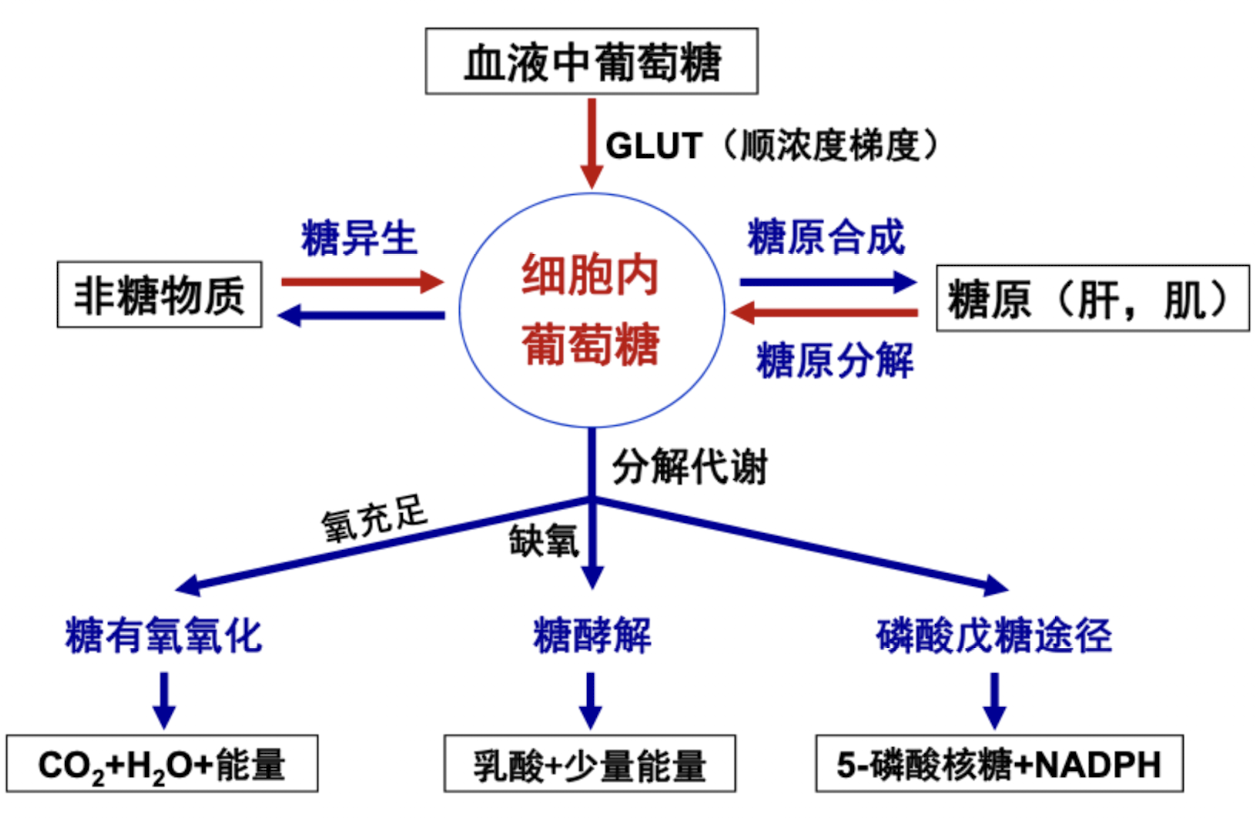 血液中葡萄糖
GLUT（顺浓度梯度）
糖异生
糖原合成
非糖物质
细胞内
葡萄糖
糖原（肝，肌）
糖原分解
分解代谢
氧充足
缺氧
糖有氧氧化
糖酵解
磷酸戊糖途径
CO₂+H₂O+能量
乳酸+少量能量
5-磷酸核糖+NADPH